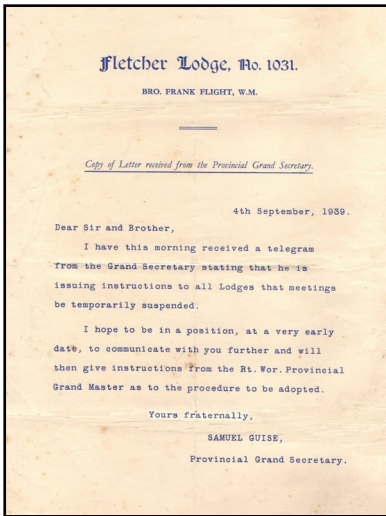 Fletcher Lodge, No. 1031.
BRO. FRANK FLIGHT, W.M.
Copy of Letter received from the Provincial Grand Secretary.
4th September, 1939.
Dear Sir and Brother,
I have this morning received a telegram
from the Grand Secretary stating that he is
issuing instructions to all Lodges that meetings
be temporarily suspended.
I hope to be in a position, at a very early
date, to communicate with you further and will
then give instructions from the Rt. Wor. Provincial
Grand Master as to the procedure to be adopted.
Yours fraternally,
SAMUEL GUISE,
Provincial Grand Secretary.